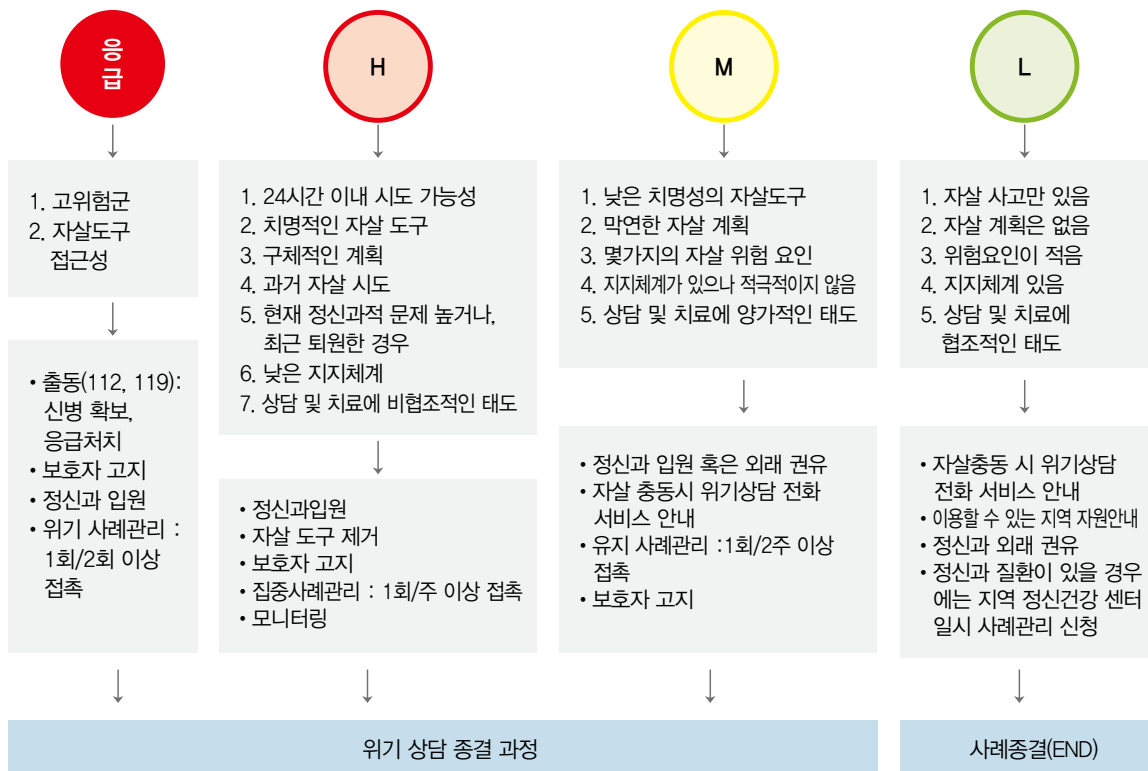 응
급
1. 고위험군
2. 자살도구
접근성
• 출동(112, 119):
신병 확보,
응급처치
• 보호자 고지
• 정신과 입원
• 위기 사례관리 :
1회/2회 이상
접촉
H
1. 24시간 이내 시도 가능성
2. 치명적인 자살 도구
3. 구체적인 계획
4. 과거 자살 시도
5. 현재 정신과적 문제 높거나,
최근 퇴원한 경우
6. 낮은 지지체계
7. 상담 및 치료에 비협조적인 태도
• 정신과입원
• 자살 도구 제거
• 보호자 고지
• 집중사례관리 : 1회/주 이상 접촉
• 모니터링
M
1. 낮은 치명성의 자살도구
2. 막연한 자살 계획
3. 몇가지의 자살 위험 요인
4. 지지체계가 있으나 적극적이지 않음
5. 상담 및 치료에 양가적인 태도
• 정신과 입원 혹은 외래 권유
• 자살 충동시 위기상담 전화
서비스 안내
• 유지 사례관리 :1회/2주 이상
접촉
• 보호자 고지
위기 상담 종결 과정
L
1. 자살 사고만 있음
2. 자살 계획은 없음
3. 위험요인이 적음
4. 지지체계 있음
5. 상담 및 치료에
협조적인 태도
• 자살충동 시 위기상담
전화 서비스 안내
• 이용할 수 있는 지역 자원안내
• 정신과 외래 권유
• 정신과 질환이 있을 경우
에는 지역 정신건강 센터
일시 사례관리 신청
사례종결(END)